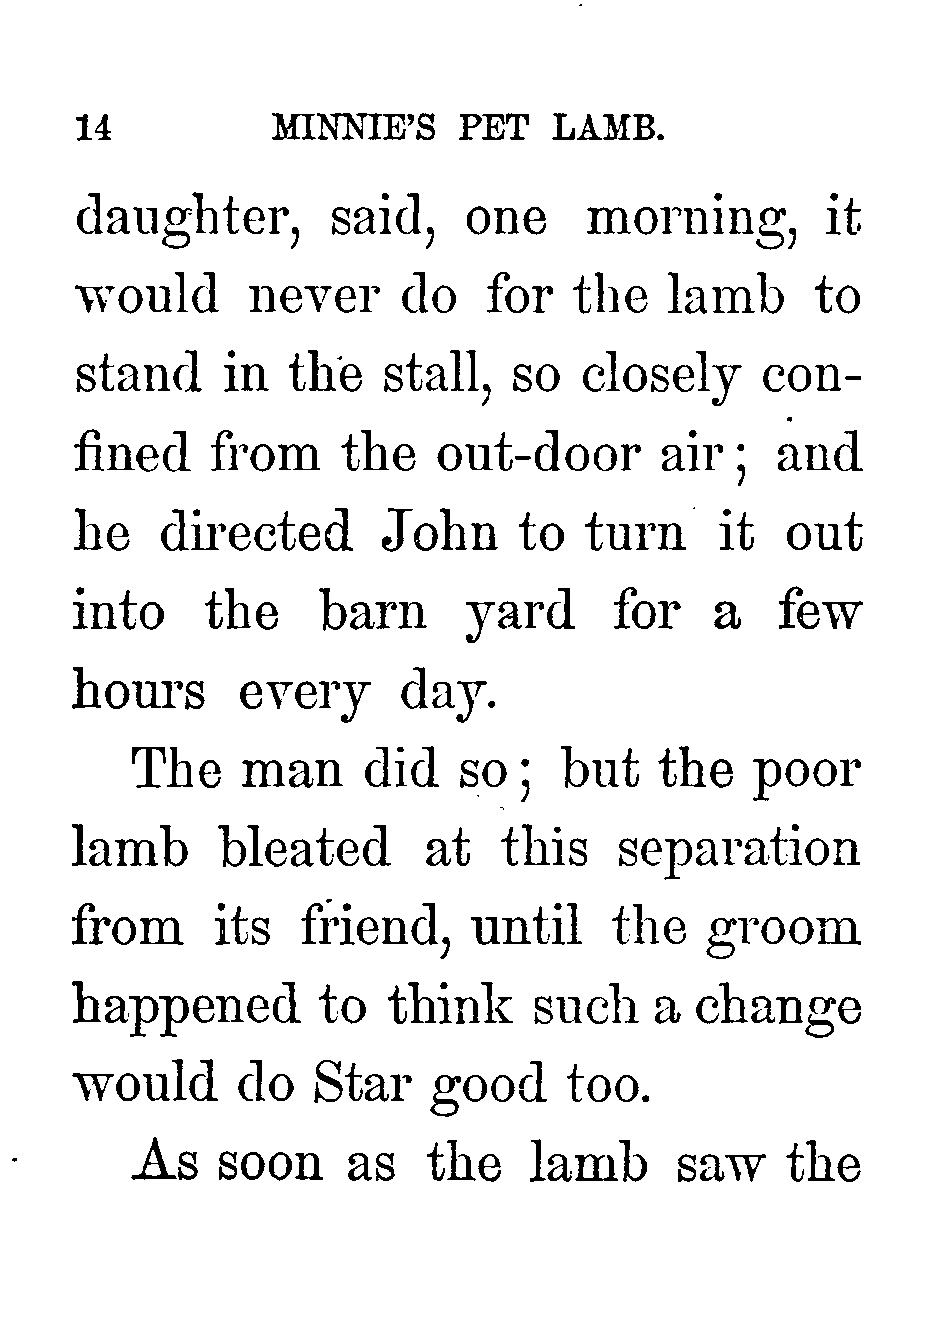 14 MINNIE'S PET LAMB.
daughter, said, one morning, it
would never do for the lamb to
stand in the stall, so closely con-
fined from the out-door air; and
he directed John to turn it out
into the barn yard for a few
hours every day.
The man did so; but the poor
lamb bleated at this separation
from its friend, until the groom
happened to think such a change
would do Star good too.
As soon as the lamb saw the